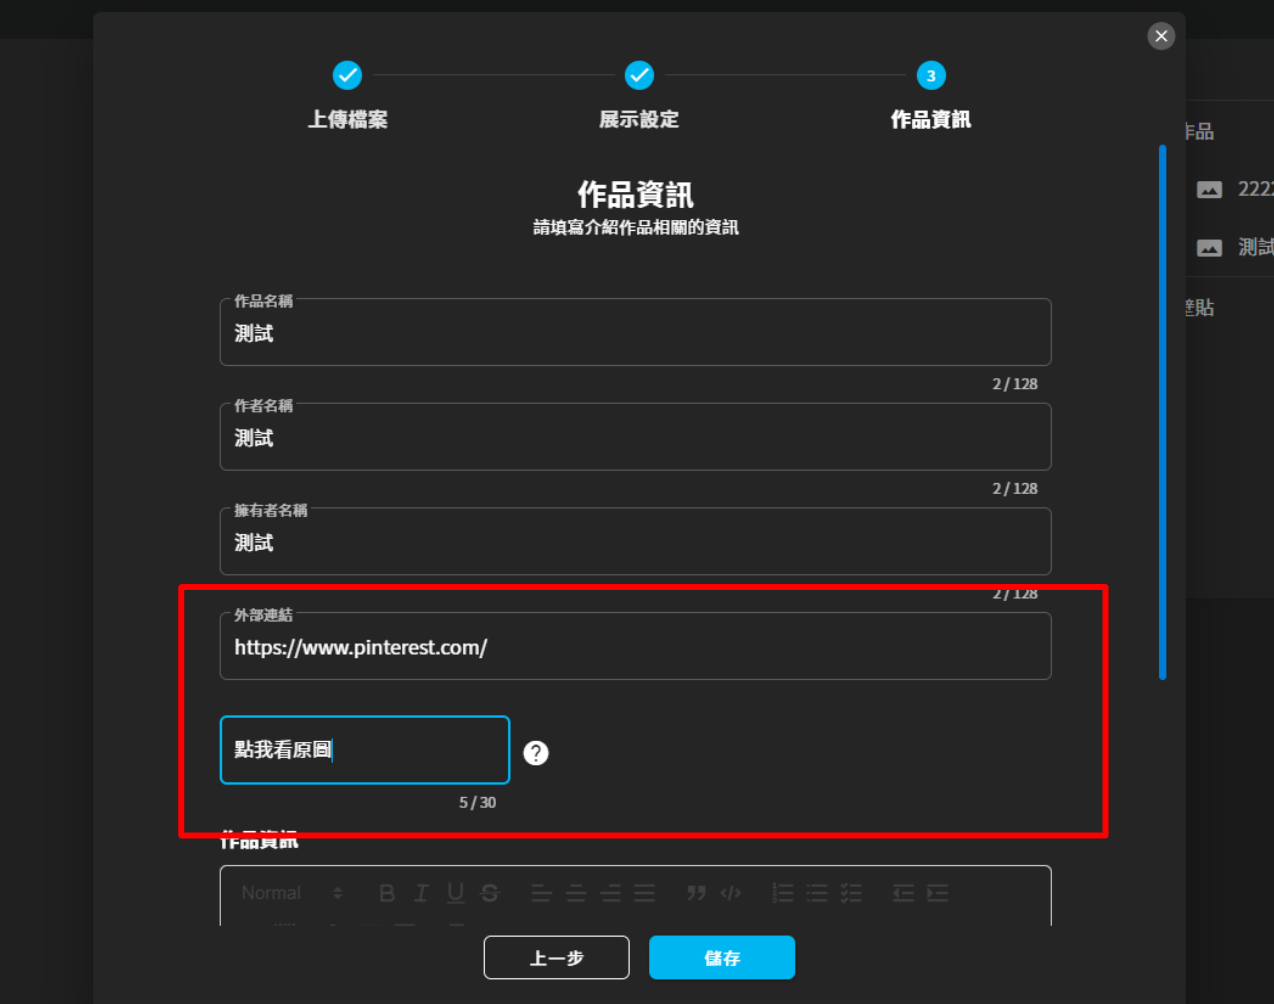 3
上傳檔案
展示設定
作品資訊
作品資訊
請填寫介紹作品相關的資訊
作品名稱
測試
2 / 128
作者名稱
測試
2 / 128
擁有者名稱
測試
2 / 128
外部連結
https://www.pinterest.com/
點我看原圖
?
5 / 30
作品資訊
Normal
B I U S
上一步
儲存
作品
222
測試
壁貼